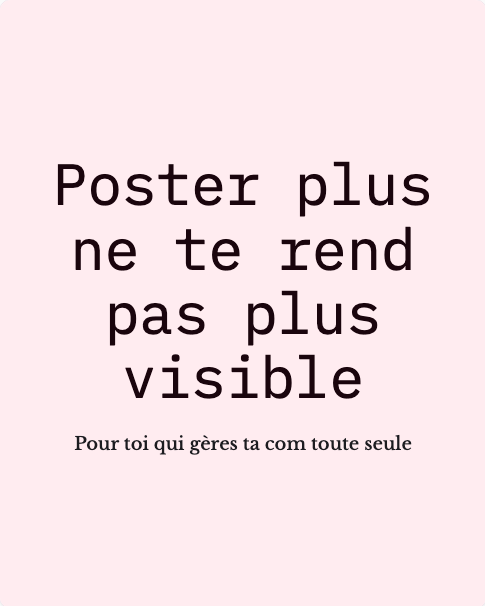 Poster plus
ne te rend
pas plus
visible
Pour toi qui gères ta com toute seule